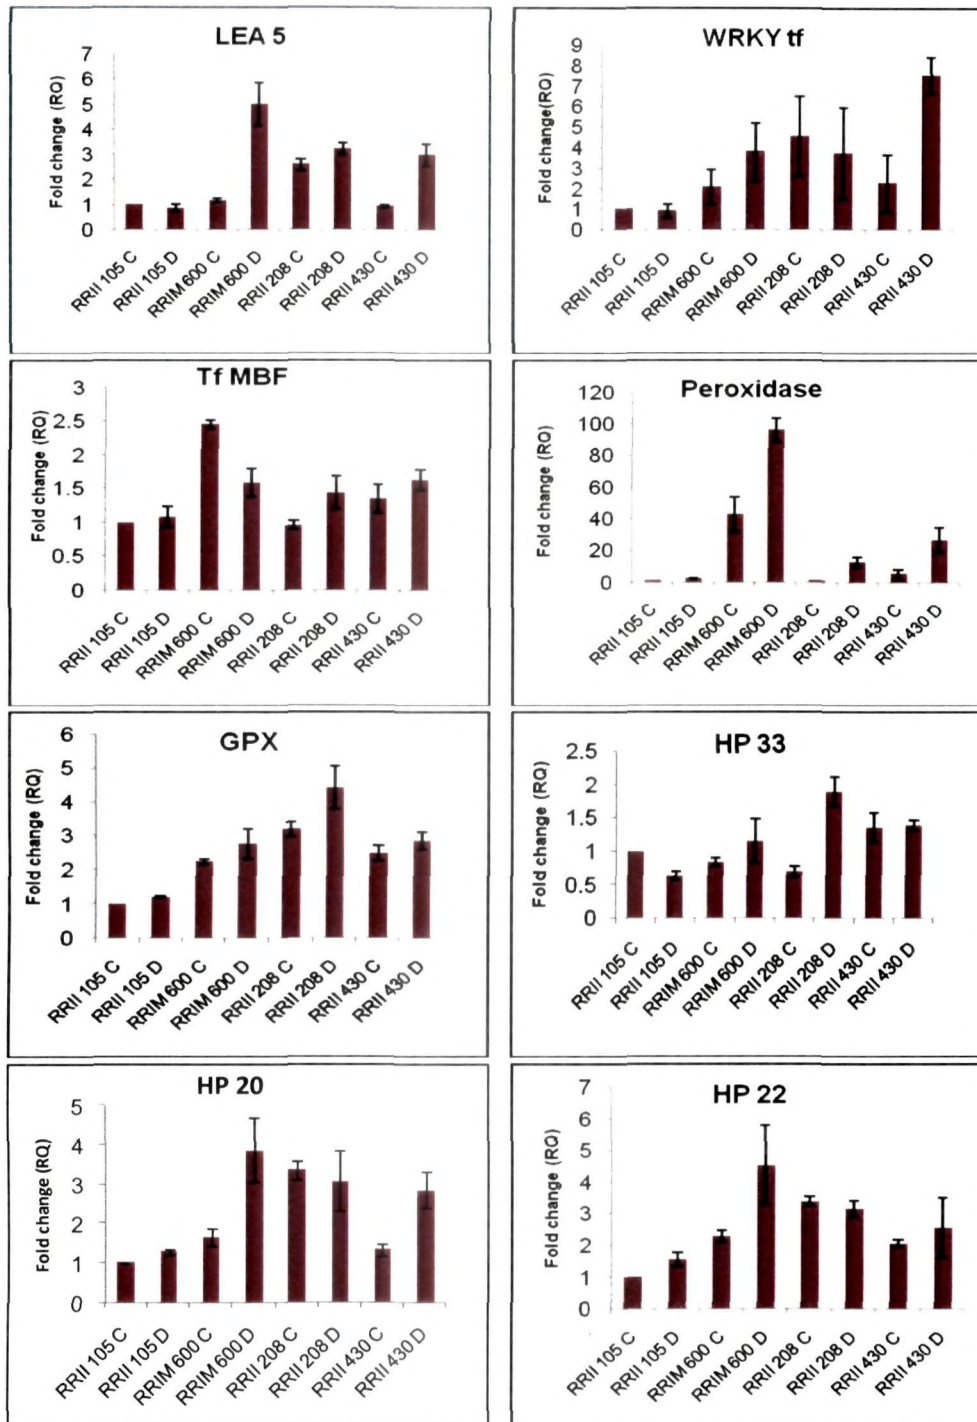 LEA 5
Fold change (RQ)
7
6
5
4
3
2
1
0
RRII 105 C
RRII 105 D
RRIM 600 C
RRIM 600 D
RRII 208 C
RRII 208 D
RRII 430 C
RRII 430 D
WRKY tf
Fold change(RQ)
9
8
7
6
5
4
3
2
1
0
RRII 105 C
RRII 105 D
RRIM 600 C
RRIM 600 D
RRII 208 C
RRII 208 D
RRII 430 C
RRII 430 D
Tf MBF
Fold change (RQ)
3
2.5
2
1.5
1
0.5
0
RRII 105 C
RRII 105 D
RRIM 600 C
RRIM 600 D
RRII 208 C
RRII 208 D
RRII 430 C
RRII 430 D
Peroxidase
Fold change (RQ)
120
100
80
60
40
20
0
RRII 105 C
RRII 105 D
RRIM 600 C
RRIM 600 D
RRII 208 C
RRII 208 D
RRII 430 C
RRII 430 D
GPX
Fold change (RQ)
6
5
4
3
2
1
0
RRII 105 C
RRII 105 D
RRIM 600 C
RRIM 600 D
RRII 208 C
RRII 208 D
RRII 430 C
RRII 430 D
HP 33
Fold change (RQ)
2.5
2
1.5
1
0.5
0
RRII 105 C
RRII 105 D
RRIM 600 C
RRIM 600 D
RRII 208 C
RRII 208 D
RRII 430 C
RRII 430 D
HP 20
Fold change (RQ)
5
4
3
2
1
0
RRII 105 C
RRII 105 D
RRIM 600 C
RRIM 600 D
RRII 208 C
RRII 208 D
RRII 430 C
RRII 430 D
HP 22
Fold change (RQ)
7
6
5
4
3
2
1
0
RRII 105 C
RRII 105 D
RRIM 600 C
RRIM 600 D
RRII 208 C
RRII 208 D
RRII 430 C
RRII 430 D